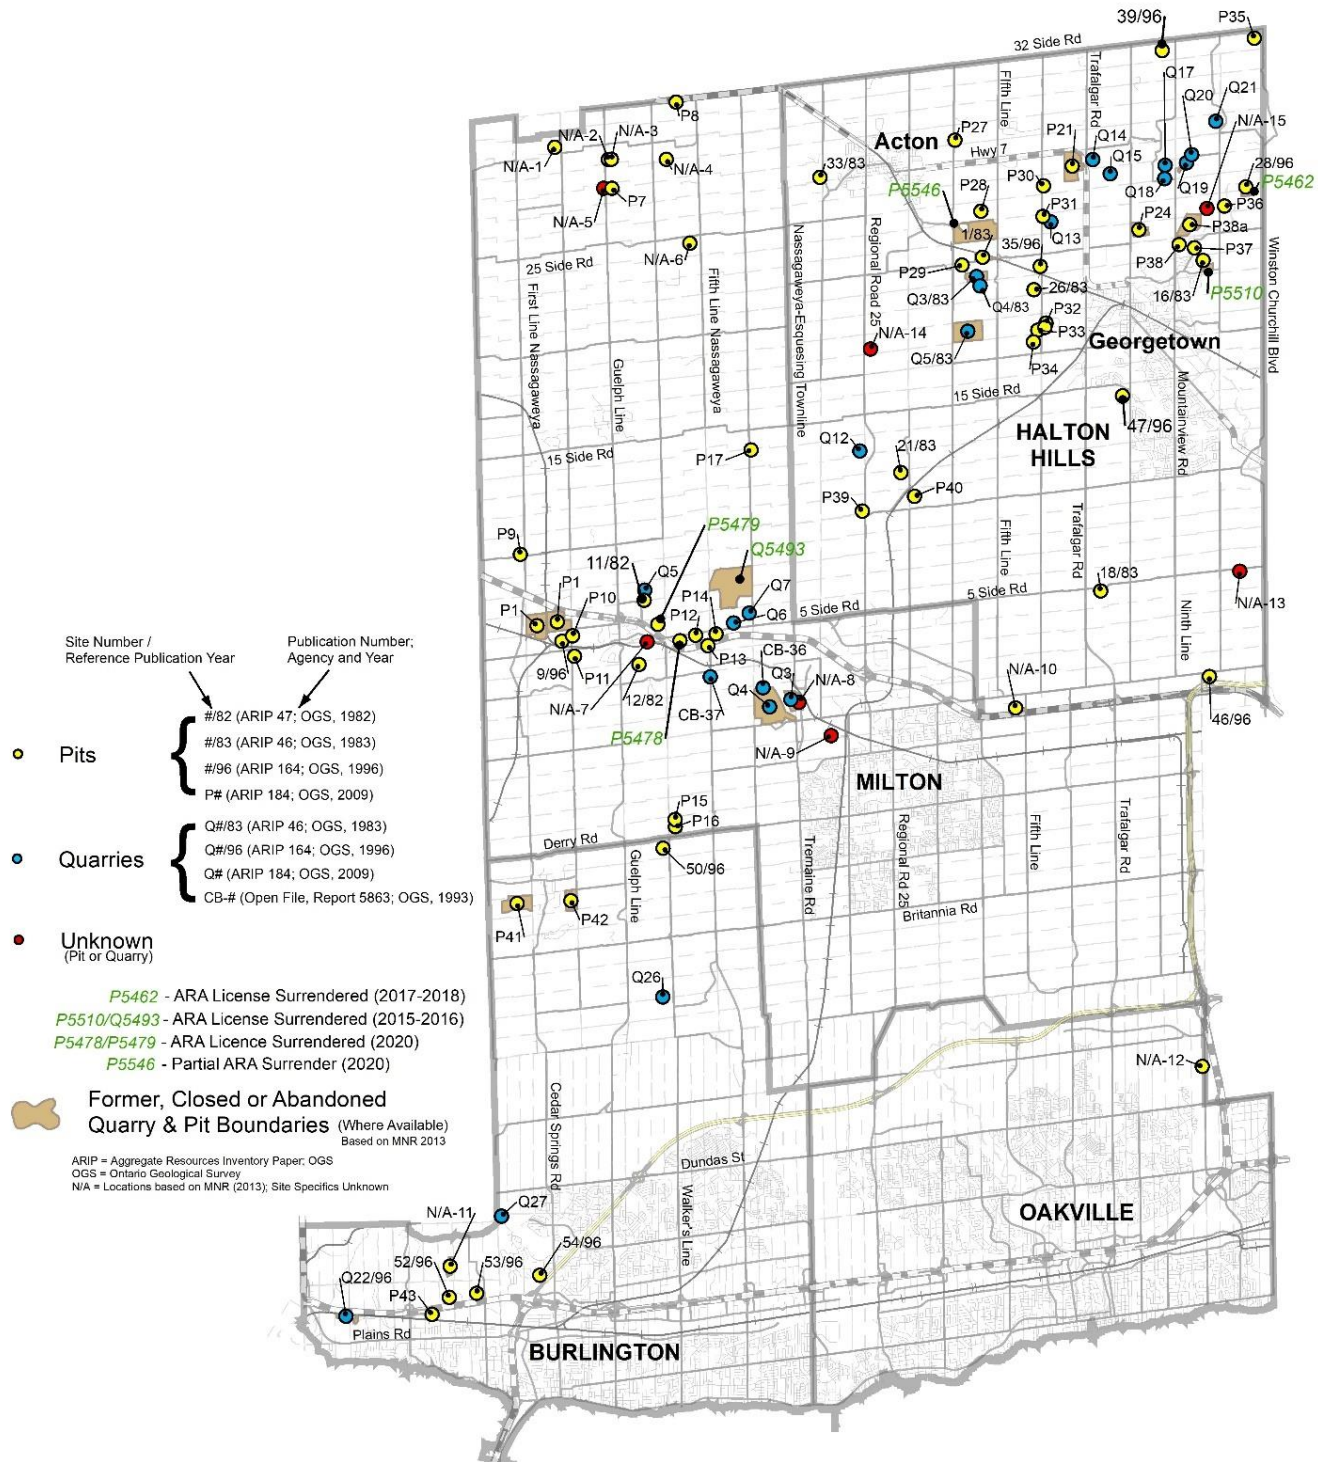 39/96
P35
32 Side Rd
Fifth Line
Trafalgar Rd
Q17
Q20
Q21
N/A-15
P8
N/A-2
N/A-3
N/A-1
N/A-4
Acton
P27
Hwy 7
P21
Q14
Q15
33/83
28/96
P5462
P30
Q18
Q19
P36
P7
N/A-5
P5546
P28
P31
P24
P38a
1/83
Q13
N/A-6
25 Side Rd
35/96
P38
P37
P29
26/83
16/83
P5510
Q3/83
Q4/83
First Line Nassagaweya
Guelph Line
Fifth Line Nassagaweya
Nassagaweya-Esquesing Townline
Regional Road 25
Winston Churchill Blvd
N/A-14
Q5/83
P32
P33
P34
Georgetown
15 Side Rd
47/96
Mountainview Rd
HALTON
HILLS
15 Side Rd
P17
Q12
21/83
P39
P40
P9
P5479
Q5493
Fifth Line
Trafalgar Rd
11/82
Q5
Q7
18/83
5 Side Rd
N/A-13
P1
P1
P10
P12
P14
Q6
5 Side Rd
Ninth Line
9/96
P11
P13
CB-36
Q3
N/A-8
N/A-10
N/A-7
12/82
Q4
CB-37
P5478
N/A-9
46/96
MILTON
Site Number /
Reference Publication Year
Publication Number;
Agency and Year
Pits
#/82 (ARIP 47; OGS, 1982)
#/83 (ARIP 46; OGS, 1983)
#/96 (ARIP 164; OGS, 1996)
P# (ARIP 184; OGS, 2009)
Quarries
Q#/83 (ARIP 46; OGS, 1983)
Q#/96 (ARIP 164; OGS, 1996)
Q# (ARIP 184; OGS, 2009)
CB-# (Open File, Report 5863; OGS, 1993)
Unknown
(Pit or Quarry)
P5462 - ARA License Surrendered (2017-2018)
P5510/Q5493 - ARA License Surrendered (2015-2016)
P5478/P5479 - ARA Licence Surrendered (2020)
P5546 - Partial ARA Surrender (2020)
Former, Closed or Abandoned
Quarry & Pit Boundaries (Where Available)
Based on MNR 2013
ARIP = Aggregate Resources Inventory Paper; OGS
OGS = Ontario Geological Survey
N/A = Locations based on MNR (2013); Site Specifics Unknown
P15
P16
Derry Rd
50/96
Guelph Line
Tremaine Rd
Regional Rd 25
Fifth Line
Trafalgar Rd
P41
P42
Britannia Rd
Q26
N/A-12
Cedar Springs Rd
Dundas St
Walker's Line
Q27
N/A-11
OAKVILLE
52/96
53/96
54/96
Q22/96
P43
Plains Rd
BURLINGTON